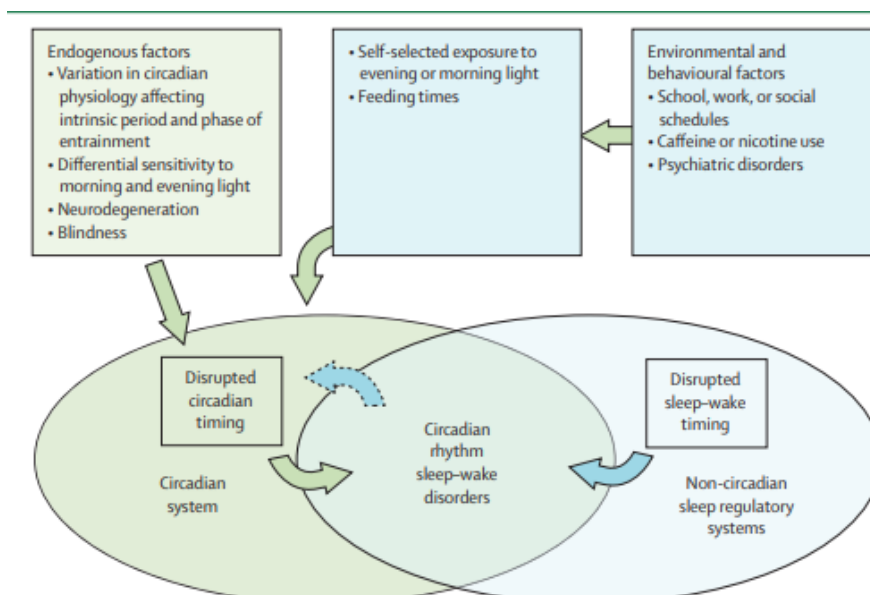 Endogenous factors
• Variation in circadian
physiology affecting
intrinsic period and phase of
entrainment
• Differential sensitivity to
morning and evening light
• Neurodegeneration
• Blindness
• Self-selected exposure to
evening or morning light
• Feeding times
Environmental and
behavioural factors
• School, work, or social
schedules
• Caffeine or nicotine use
• Psychiatric disorders
Disrupted
circadian
timing
Circadian
system
Circadian
rhythm
sleep–wake
disorders
Disrupted
sleep–wake
timing
Non-circadian
sleep regulatory
systems